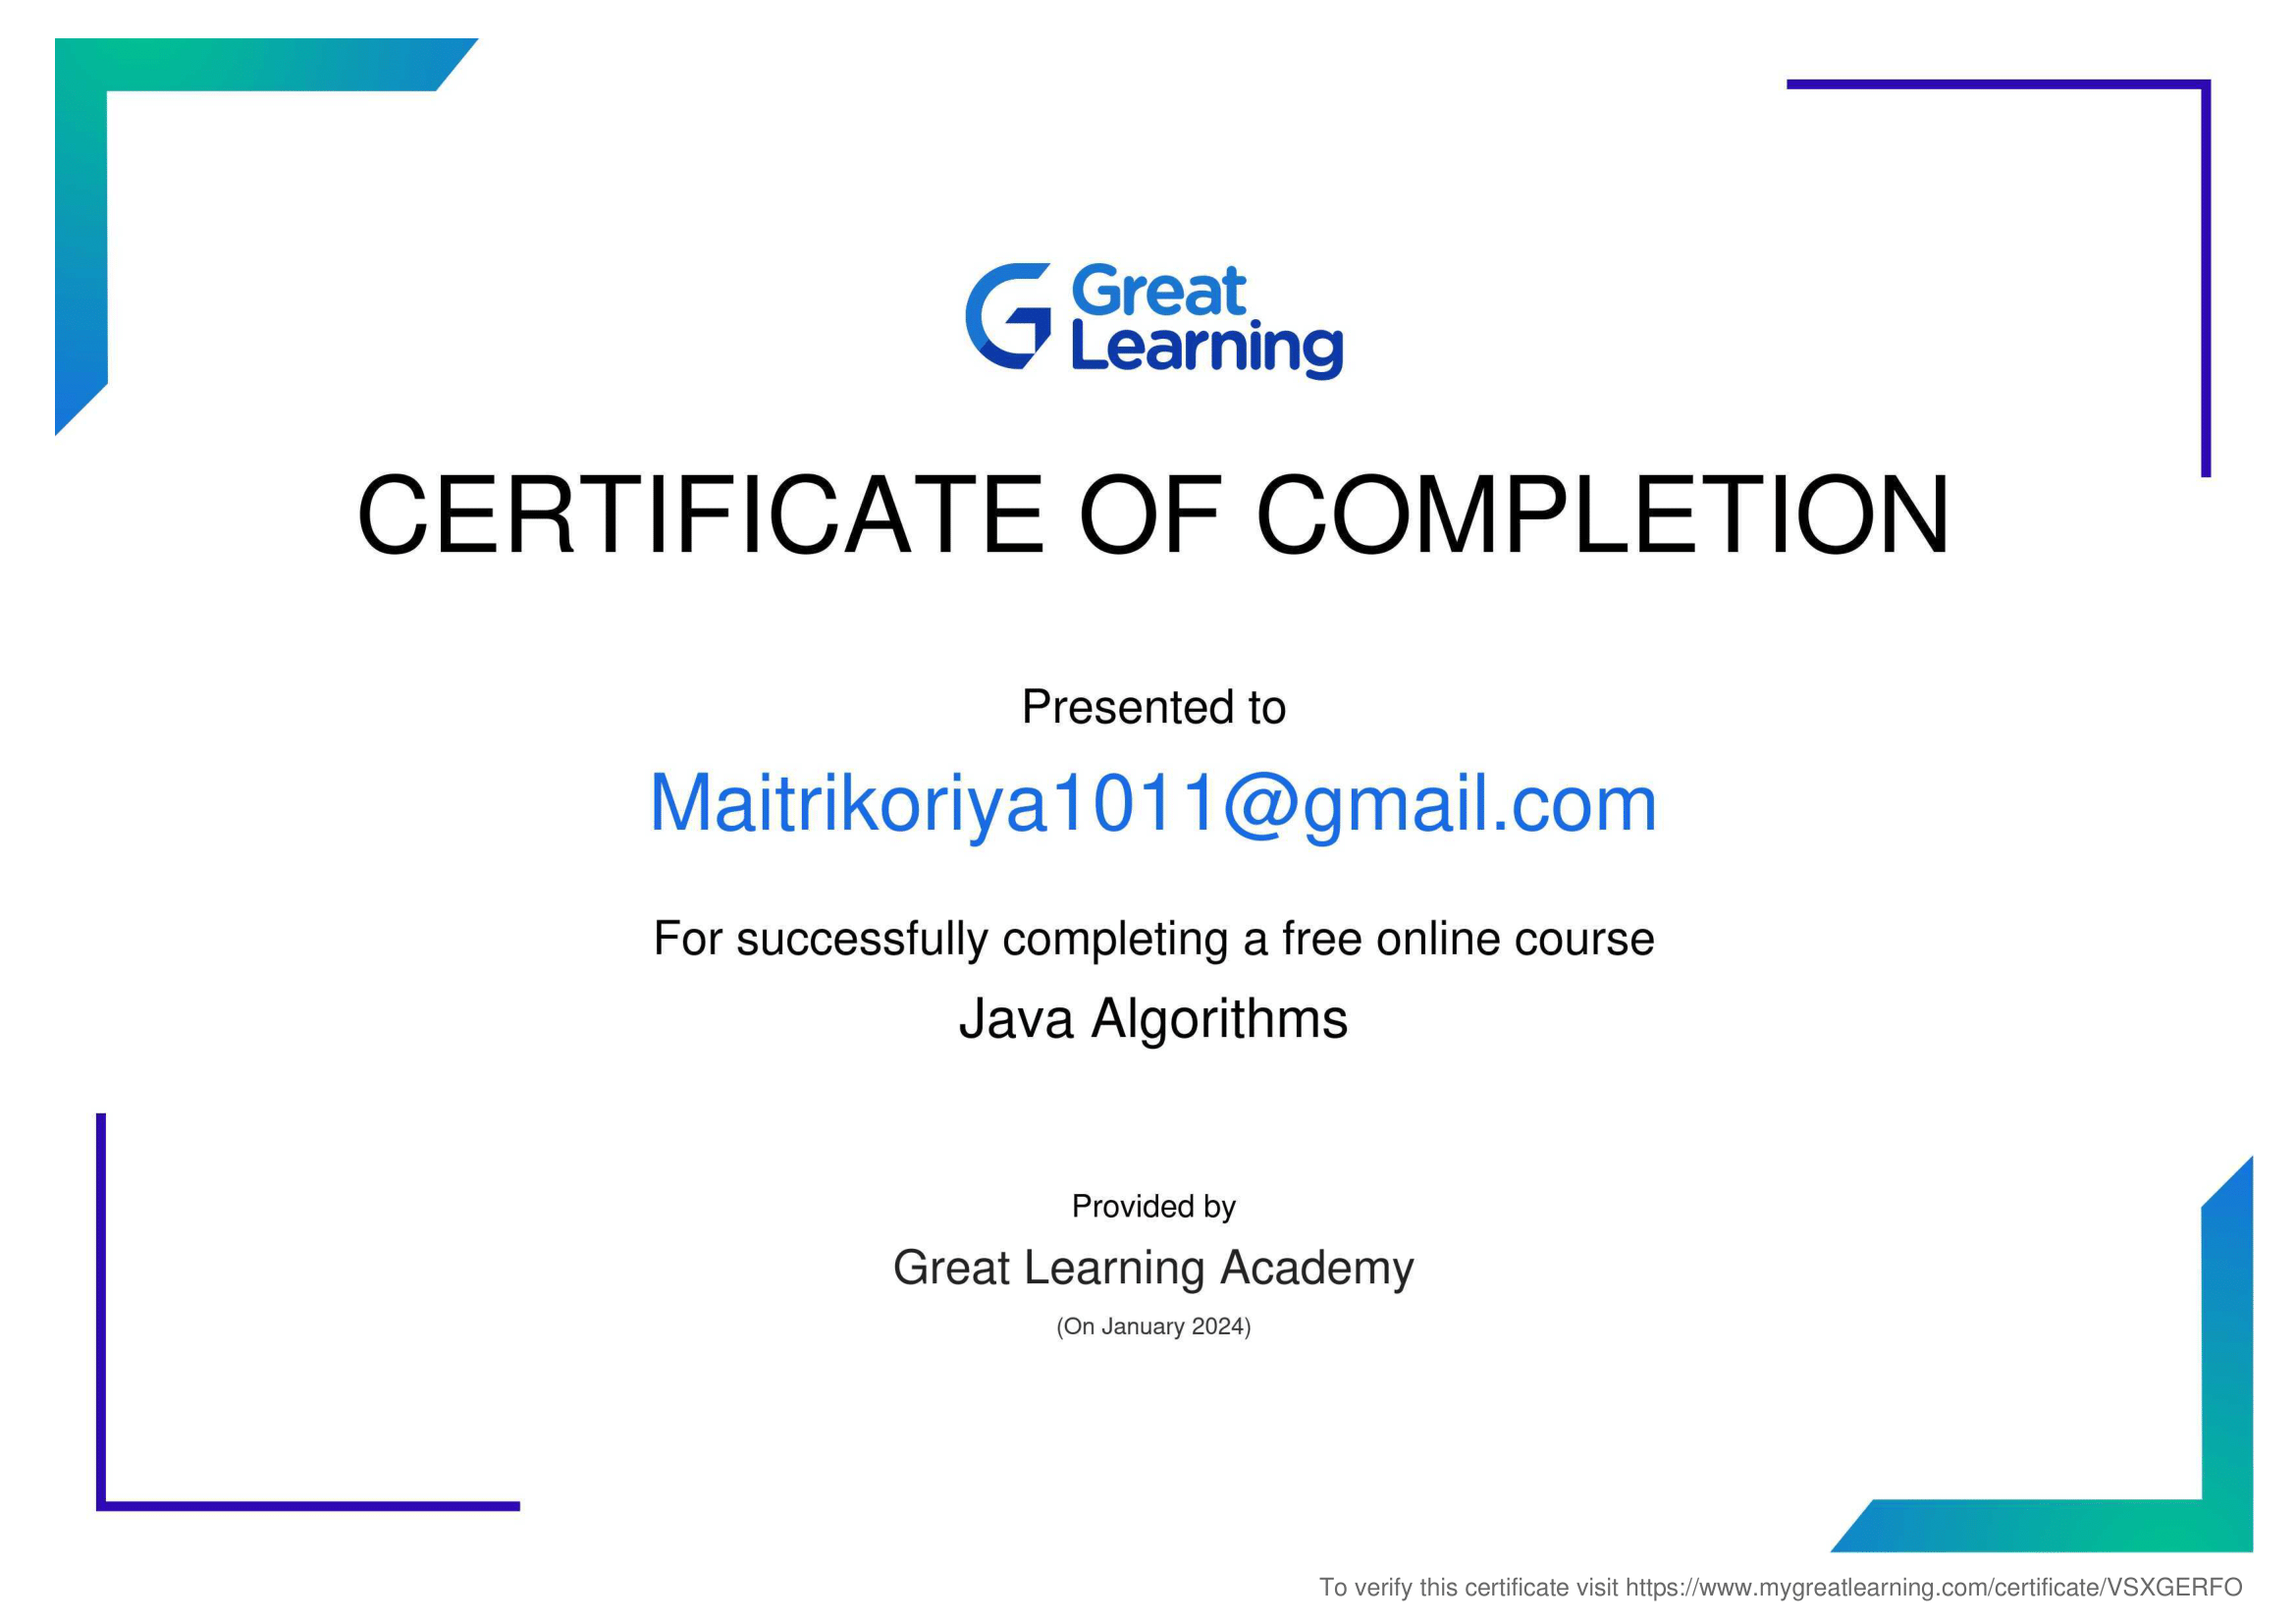 Great
Learning
CERTIFICATE OF COMPLETION
Presented to
Maitrikoriya1011@gmail.com
For successfully completing a free online course
Java Algorithms
Provided by
Great Learning Academy
(On January 2024)
To verify this certificate visit https://www.mygreatlearning.com/certificate/VSXGERFO